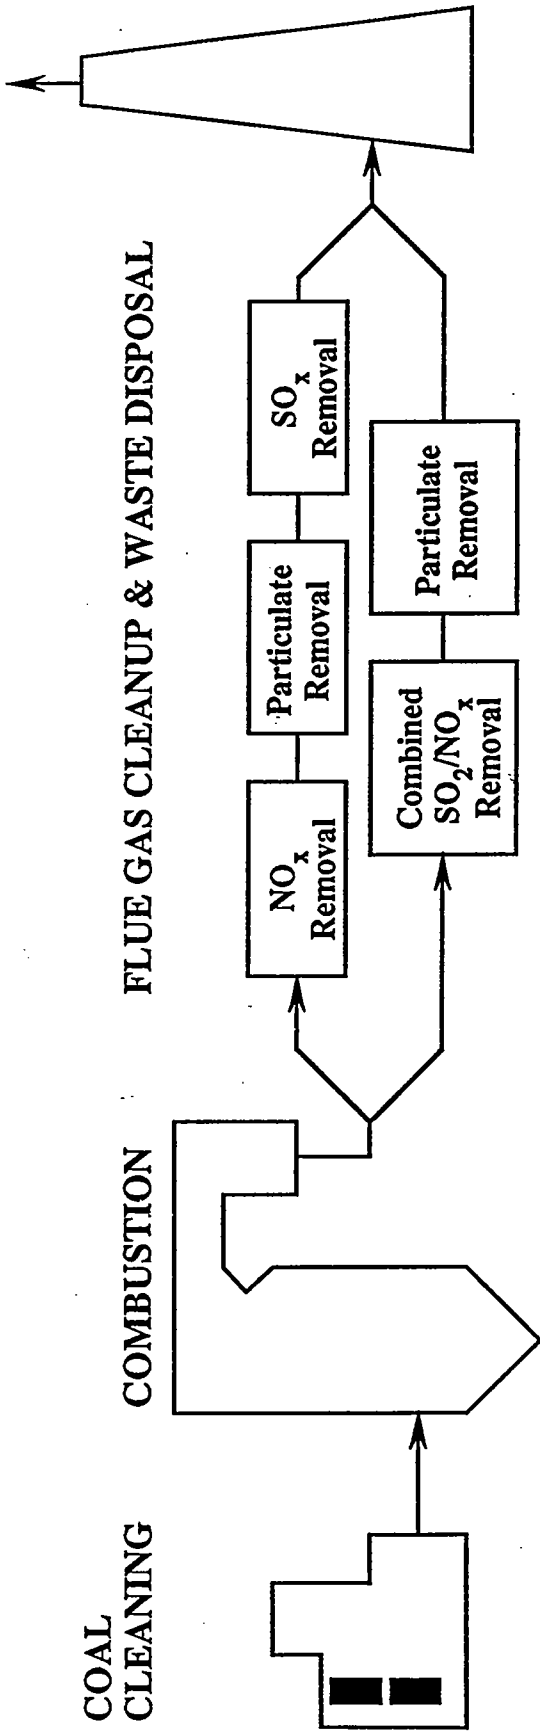 COAL
CLEANING
COMBUSTION
FLUE GAS CLEANUP & WASTE DISPOSAL
NOx
Removal
Particulate
Removal
SOx
Removal
Combined
SO2/NOx
Removal
Particulate
Removal